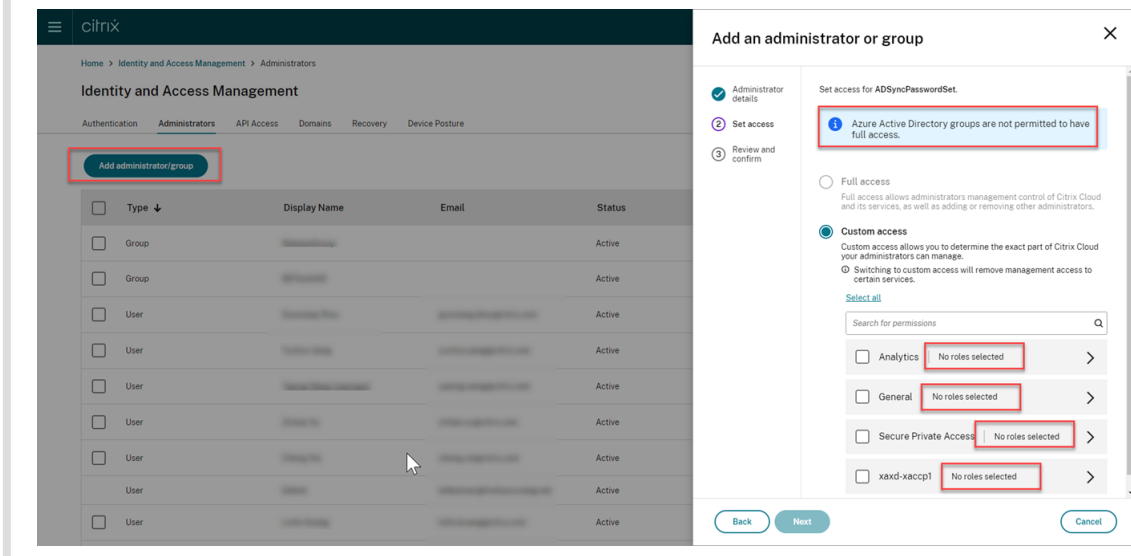 citrix
Home > Identity and Access Management > Administrators
Identity and Access Management
Authentication Administrators API Access Domains Recovery Device Posture
Add administrator/group
Type Display Name Email Status
Group Active
Group Active
User Active
User Active
User Active
User Active
User Active
User Active
User Active
Add an administrator or group
Administrator
details
2 Set access
3 Review and
confirm
Set access for ADSyncPasswordSet.
Azure Active Directory groups are not permitted to have
full access.
Full access
Full access allows administrators management control of Citrix Cloud
and its services, as well as adding or removing other administrators.
Custom access
Custom access allows you to determine the exact part of Citrix Cloud
your administrators can manage.
Switching to custom access will remove management access to
certain services.
Select all
Search for permissions
Analytics No roles selected
General No roles selected
Secure Private Access No roles selected
xaxd-xaccp1 No roles selected
Back Next Cancel